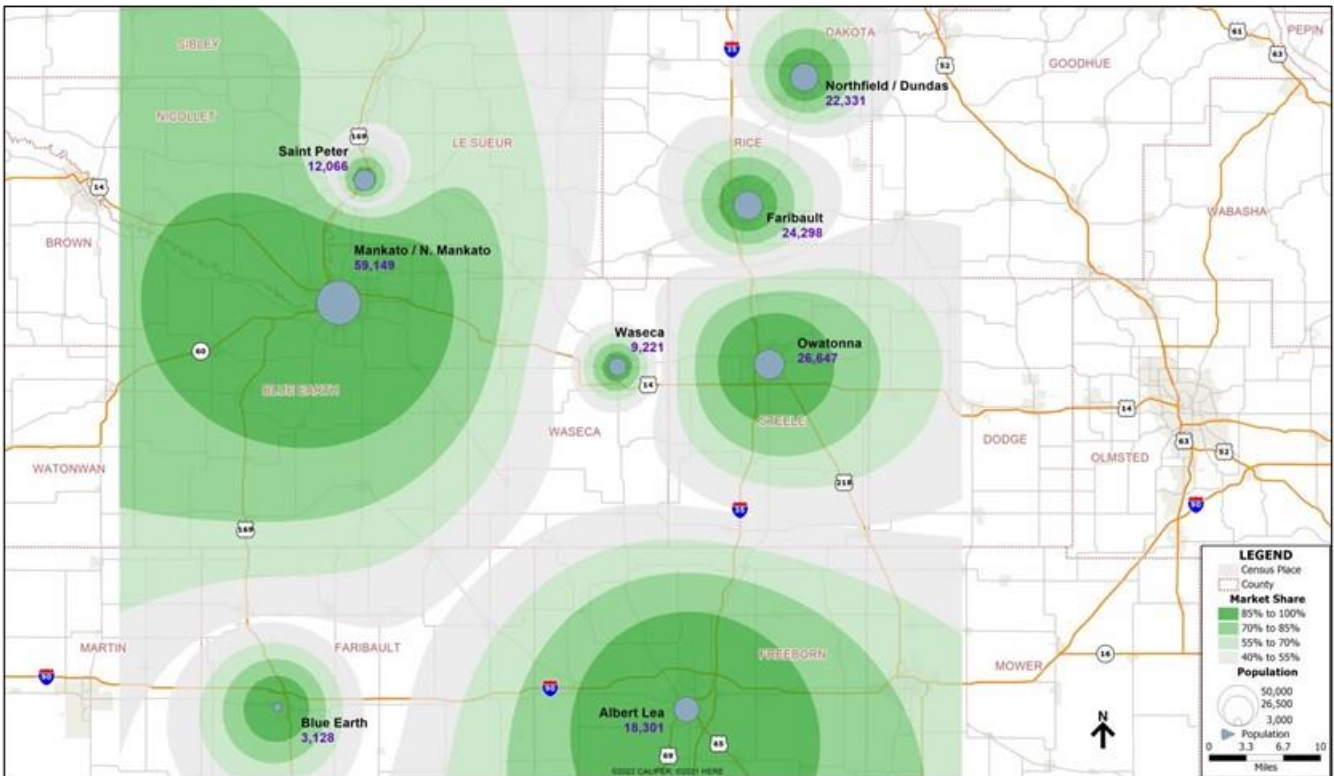 DAKOTA
61
PEPIN
SIBLEY
35
52
63
GOODHUE
Northfield / Dundas
22,331
NICOLLET
169
LE SUEUR
RICE
Saint Peter
12,066
14
Faribault
24,298
WABASHA
BROWN
Mankato / N. Mankato
59,149
Waseca
9,221
Owatonna
26,647
60
BLUE EARTH
14
14
STEELE
WASECA
DODGE
63
52
OLMSTED
WATONWAN
218
35
90
169
LEGEND
Census Place
County
Market Share
85% to 100%
70% to 85%
55% to 70%
40% to 55%
Population
50,000
26,500
3,000
Population
0 3.3 6.7 10
Miles
MARTIN
FARIBAULT
FREEBORN
MOWER
16
90
90
Albert Lea
18,301
Blue Earth
3,128
N
65
69
©2022 CALIPER; ©2021 HERE